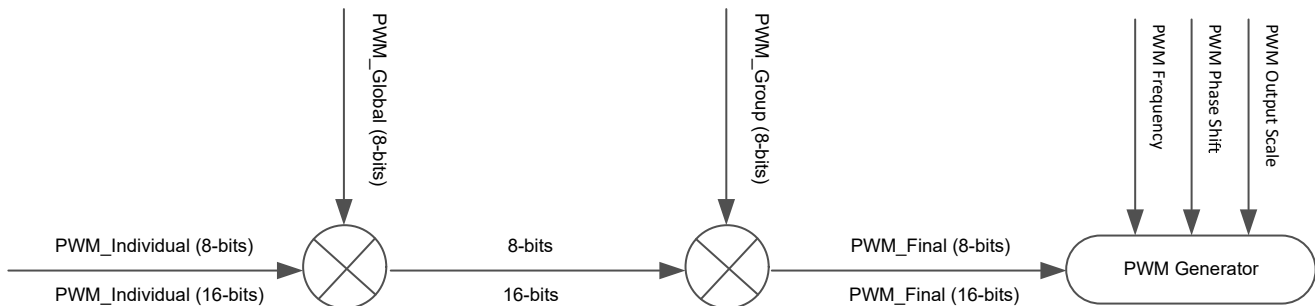 PWM_Global (8-bits)
PWM_Group (8-bits)
PWM Frequency
PWM Phase Shift
PWM Output Scale
PWM_Individual (8-bits)
8-bits
PWM_Final (8-bits)
PWM Generator
PWM_Individual (16-bits)
16-bits
PWM_Final (16-bits)